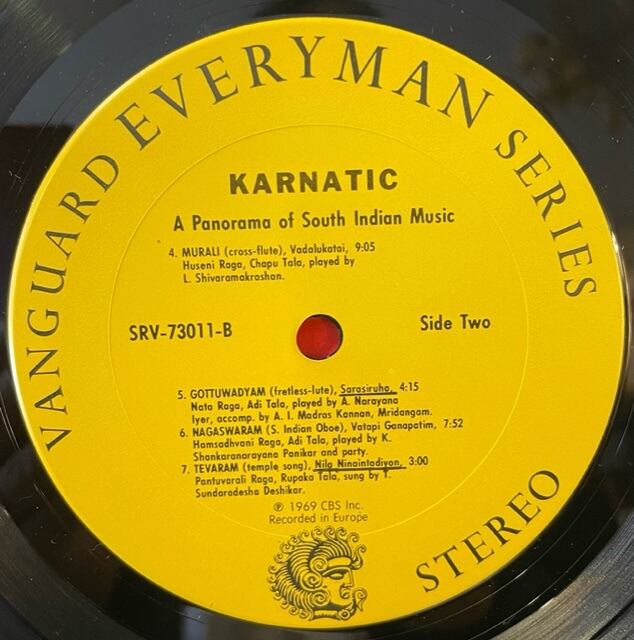 VANGUARD EVERYMAN SERIES
KARNATIC
A Panorama of South Indian Music
4. MURALI (cross-flute), Vadalukatai, 9:05
Huseni Raga, Chapu Tala, played by
L. Shivaramakrashan.
SRV-73011-B
Side Two
5. GOTTUWADYAM (fretless-lute), Sarasiruha, 4:15
Nata Raga, Adi Tala, played by A. Narayana
Iyer, accomp. by A. I. Madras Kannan, Mridangam.
6. NAGASWARAM (S. Indian Oboe), Vatapi Ganapatim, 7:52
Hamsadhvani Raga, Adi Tala, played by K.
Shankaranarayana Panikar and party.
7. TEVARAM (temple song), Nila Ninaintadiyon, 3:00
Pantuvarali Raga, Rupaka Tala, sung by T.
Sundaradesha Deshikar.
℗ 1969 CBS Inc.
Recorded in Europe
STEREO